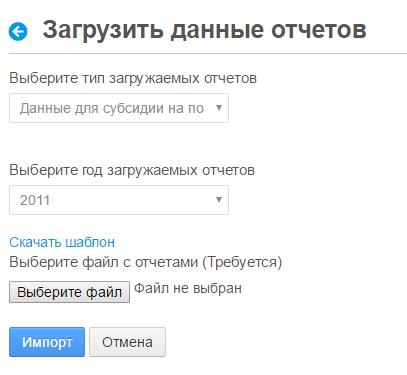 Загрузить данные отчетов
Выберите тип загружаемых отчетов
Данные для субсидии на по
Выберите год загружаемых отчетов
2011
Скачать шаблон
Выберите файл с отчетами (Требуется)
Выберите файл Файл не выбран
Импорт Отмена